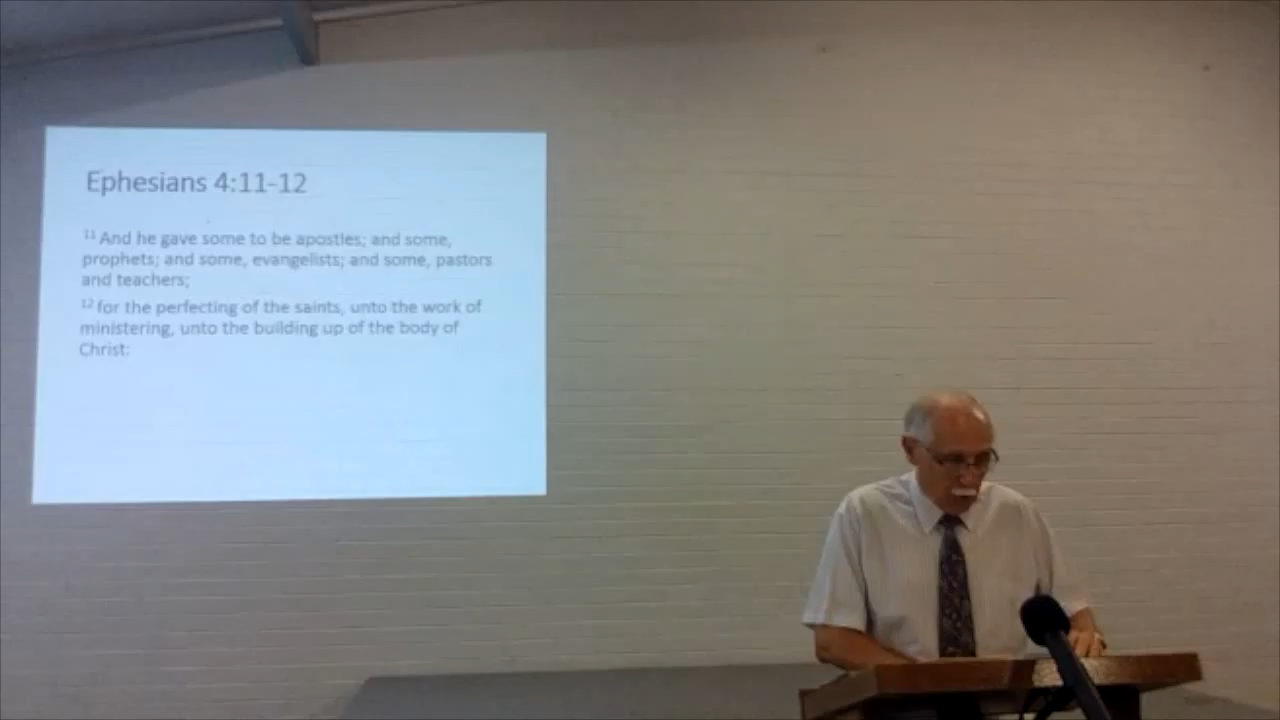 Ephesians 4:11-12
11 And he gave some to be apostles; and some,
prophets; and some, evangelists; and some, pastors
and teachers;
12 for the perfecting of the saints, unto the work of
ministering, unto the building up of the body of
Christ: